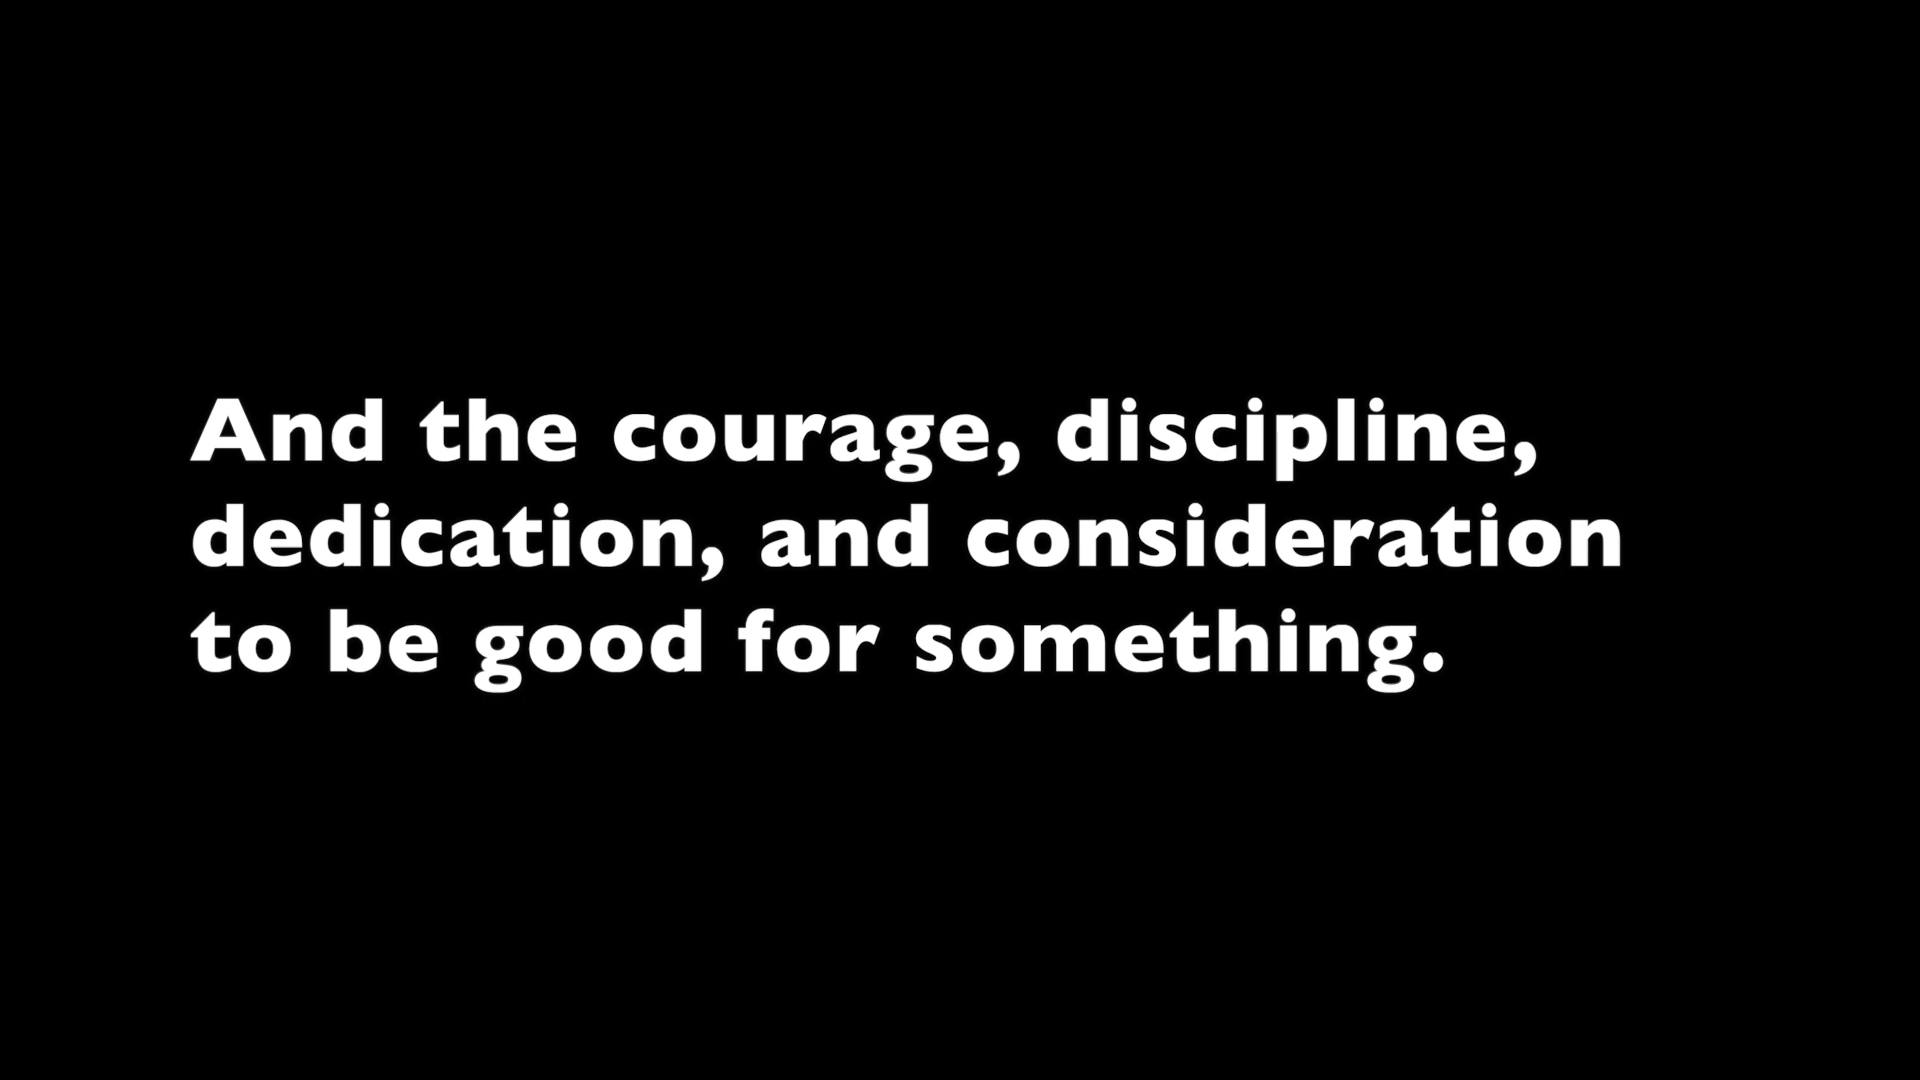 And the courage, discipline,
dedication, and consideration
to be good for something.